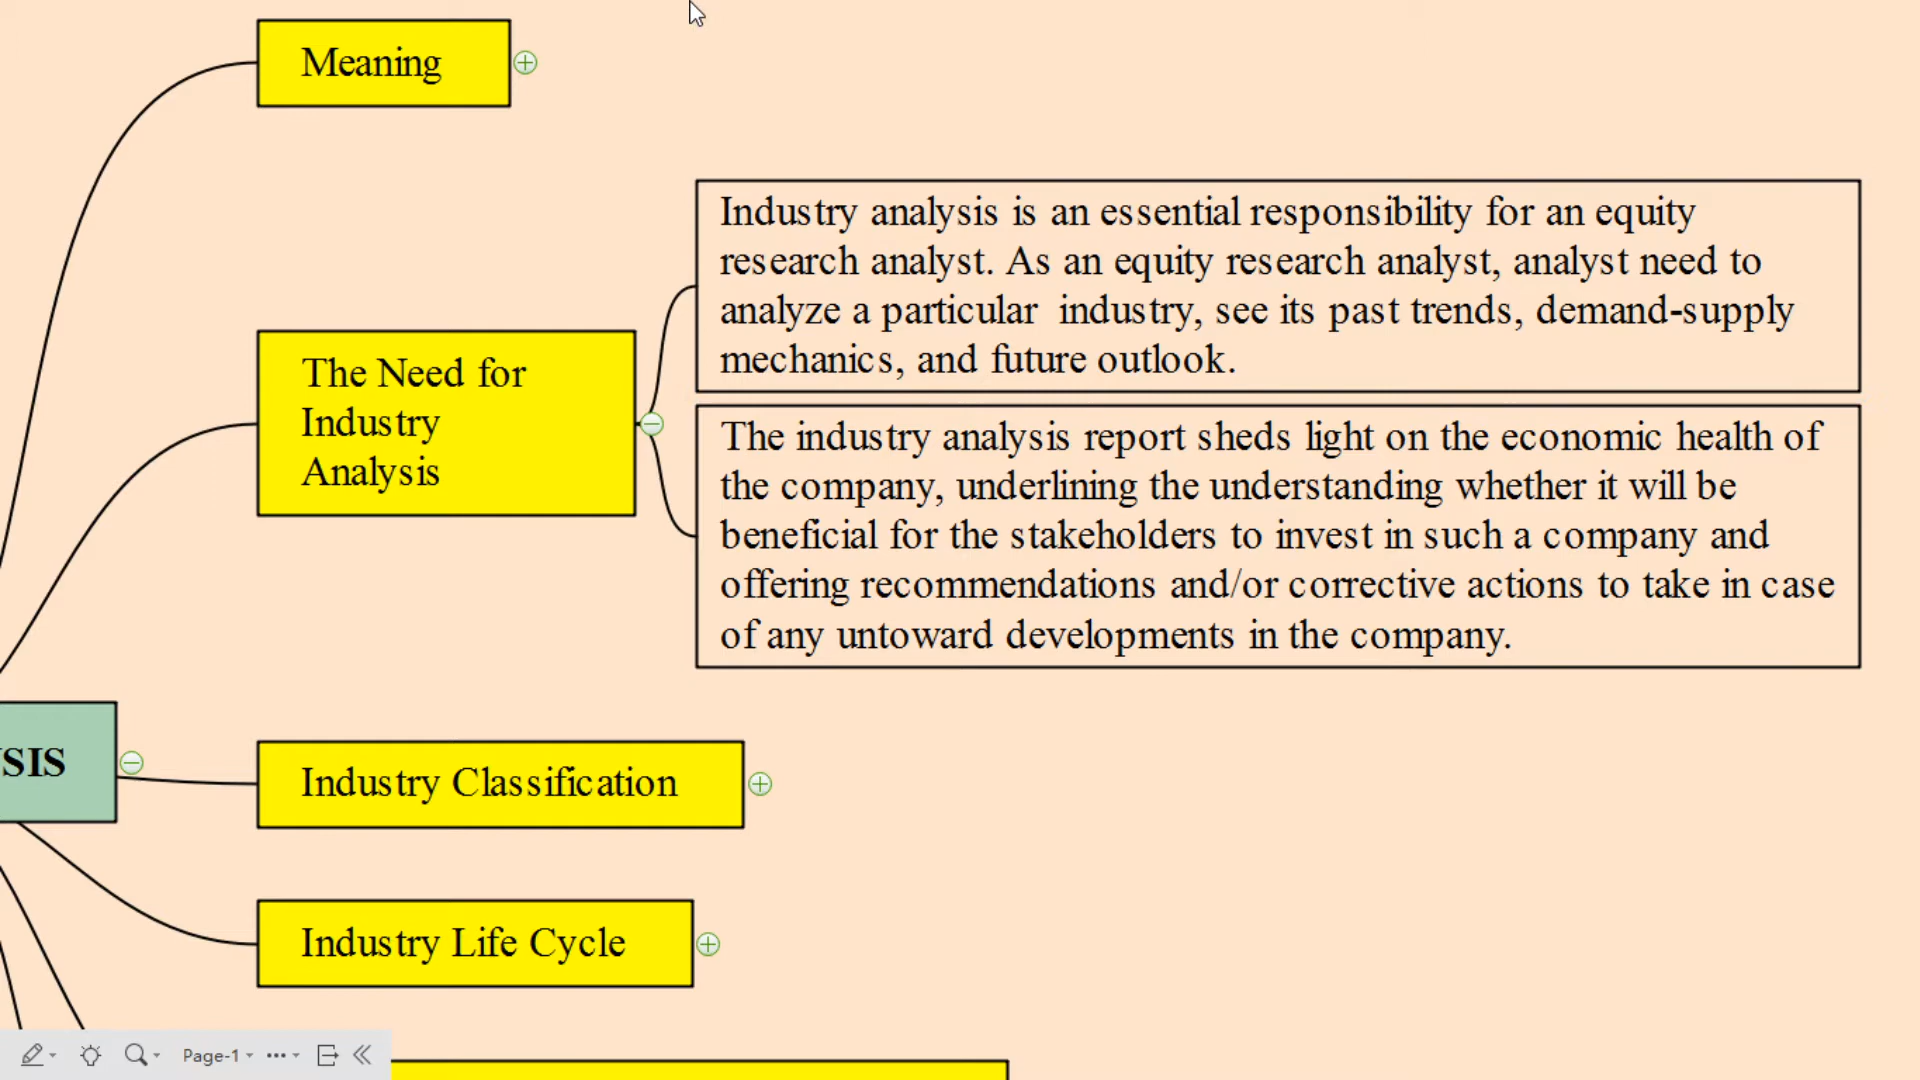 Meaning
Industry analysis is an essential responsibility for an equity
research analyst. As an equity research analyst, analyst need to
analyze a particular  industry, see its past trends, demand-supply
mechanics, and future outlook.
The Need for
Industry
Analysis
The industry analysis report sheds light on the economic health of
the company, underlining the understanding whether it will be
beneficial for the stakeholders to invest in such a company and
offering recommendations and/or corrective actions to take in case
of any untoward developments in the company.
SIS
Industry Classification
Industry Life Cycle
Page-1